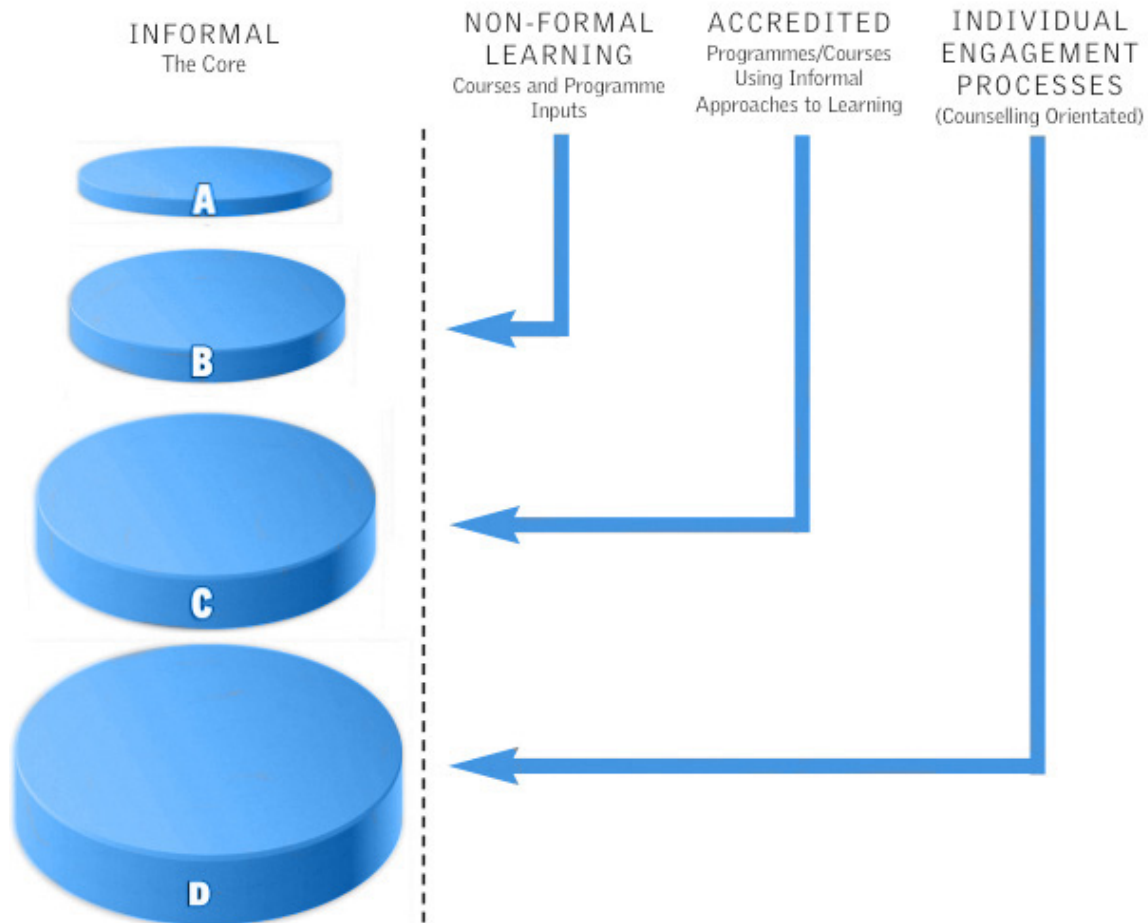 INFORMAL
The Core
NON-FORMAL
LEARNING
Courses and Programme
Inputs
ACCREDITED
Programmes/Courses
Using Informal
Approaches to Learning
INDIVIDUAL
ENGAGEMENT
PROCESSES
(Counselling Orientated)
A
B
C
D